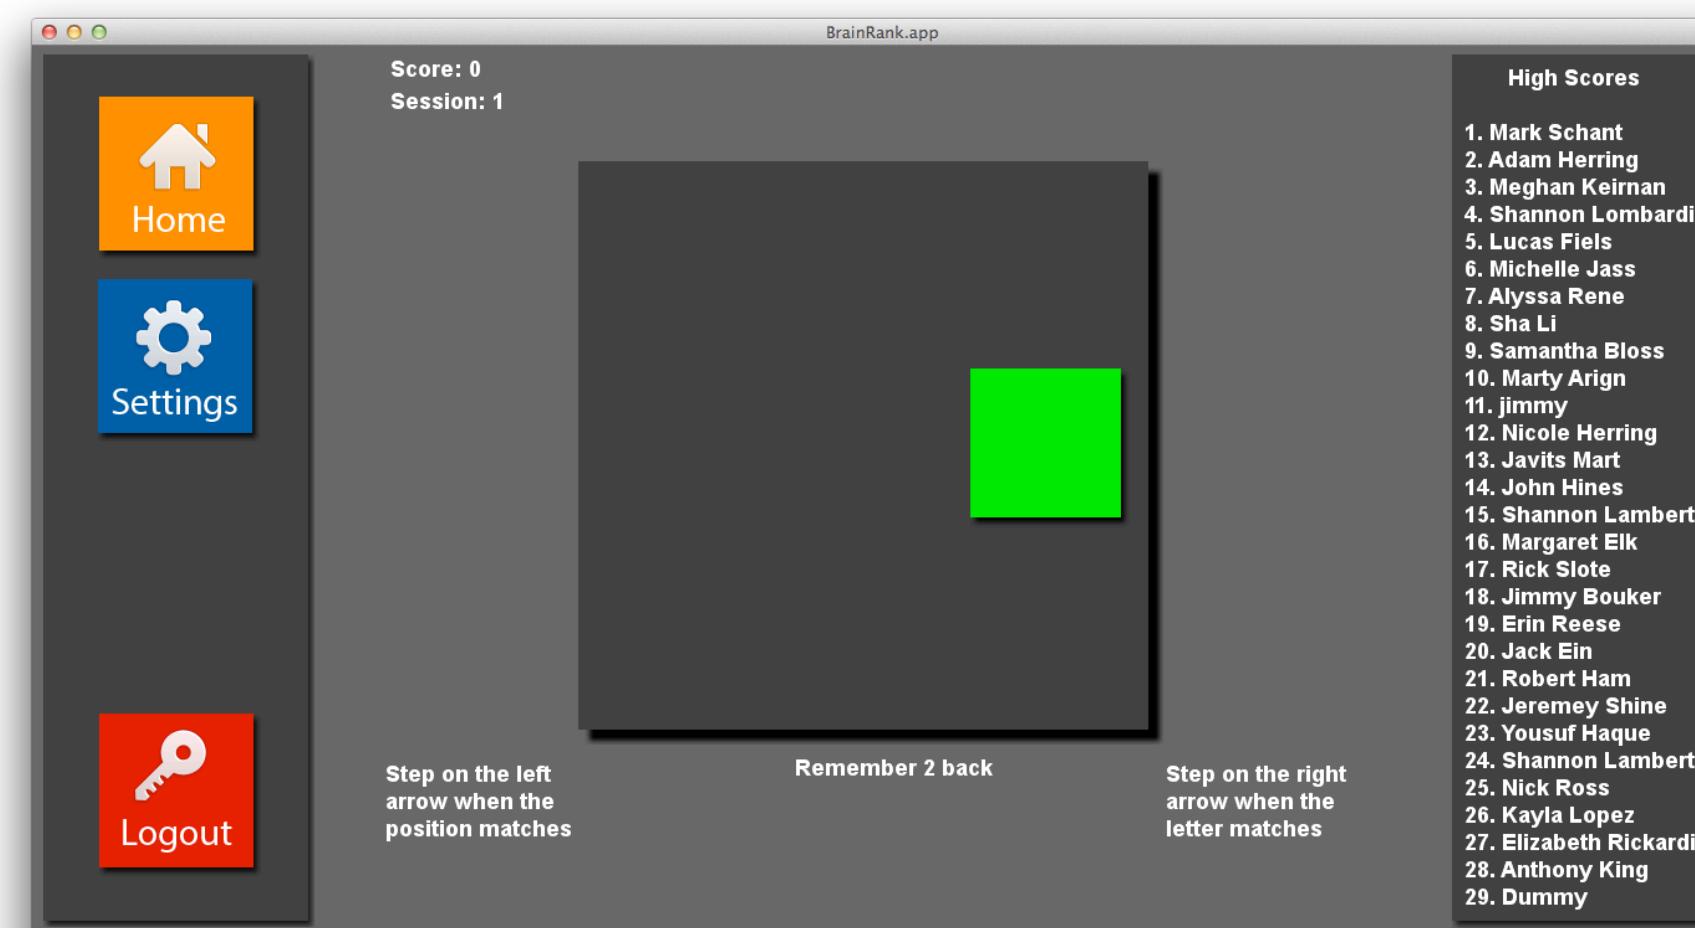 BrainRank.app
Home
Settings
Logout
Score: 0
Session: 1
Remember 2 back
Step on the left
arrow when the
position matches
Step on the right
arrow when the
letter matches
High Scores
1. Mark Schant
2. Adam Herring
3. Meghan Keirnan
4. Shannon Lombardi
5. Lucas Fiels
6. Michelle Jass
7. Alyssa Rene
8. Sha Li
9. Samantha Bloss
10. Marty Arign
11. jimmy
12. Nicole Herring
13. Javits Mart
14. John Hines
15. Shannon Lambert
16. Margaret Elk
17. Rick Slote
18. Jimmy Bouker
19. Erin Reese
20. Jack Ein
21. Robert Ham
22. Jeremey Shine
23. Yousuf Haque
24. Shannon Lambert
25. Nick Ross
26. Kayla Lopez
27. Elizabeth Rickardi
28. Anthony King
29. Dummy